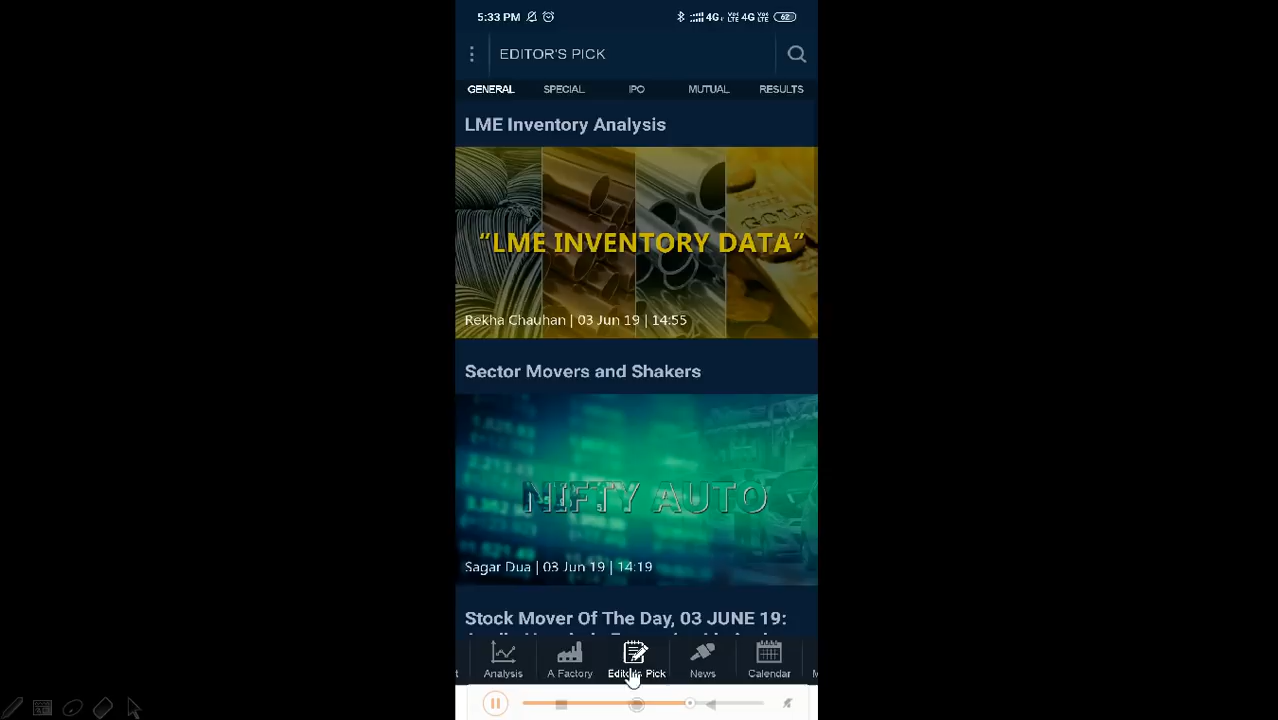 5:33 PM 4G 4G 62
EDITOR'S PICK
GENERAL SPECIAL IPO MUTUAL RESULTS
LME Inventory Analysis
GOLD
“LME INVENTORY DATA”
Rekha Chauhan | 03 Jun 19 | 14:55
Sector Movers and Shakers
NIFTY AUTO
Sagar Dua | 03 Jun 19 | 14:19
Stock Mover Of The Day, 03 JUNE 19:
Analysis A Factory Editor's Pick News Calendar